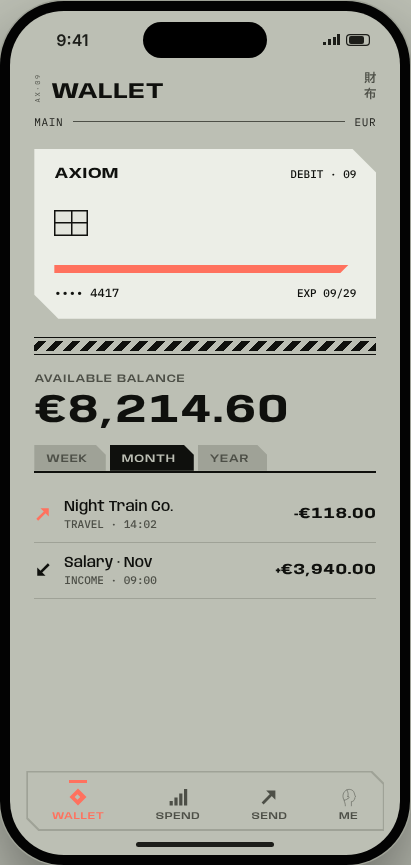 9:41
AX·09
WALLET
財布
MAIN
EUR
AXIOM
DEBIT · 09
•••• 4417
EXP 09/29
AVAILABLE BALANCE
€8,214.60
WEEK
MONTH
YEAR
Night Train Co.
-€118.00
TRAVEL · 14:02
Salary · Nov
+€3,940.00
INCOME · 09:00
WALLET
SPEND
SEND
ME